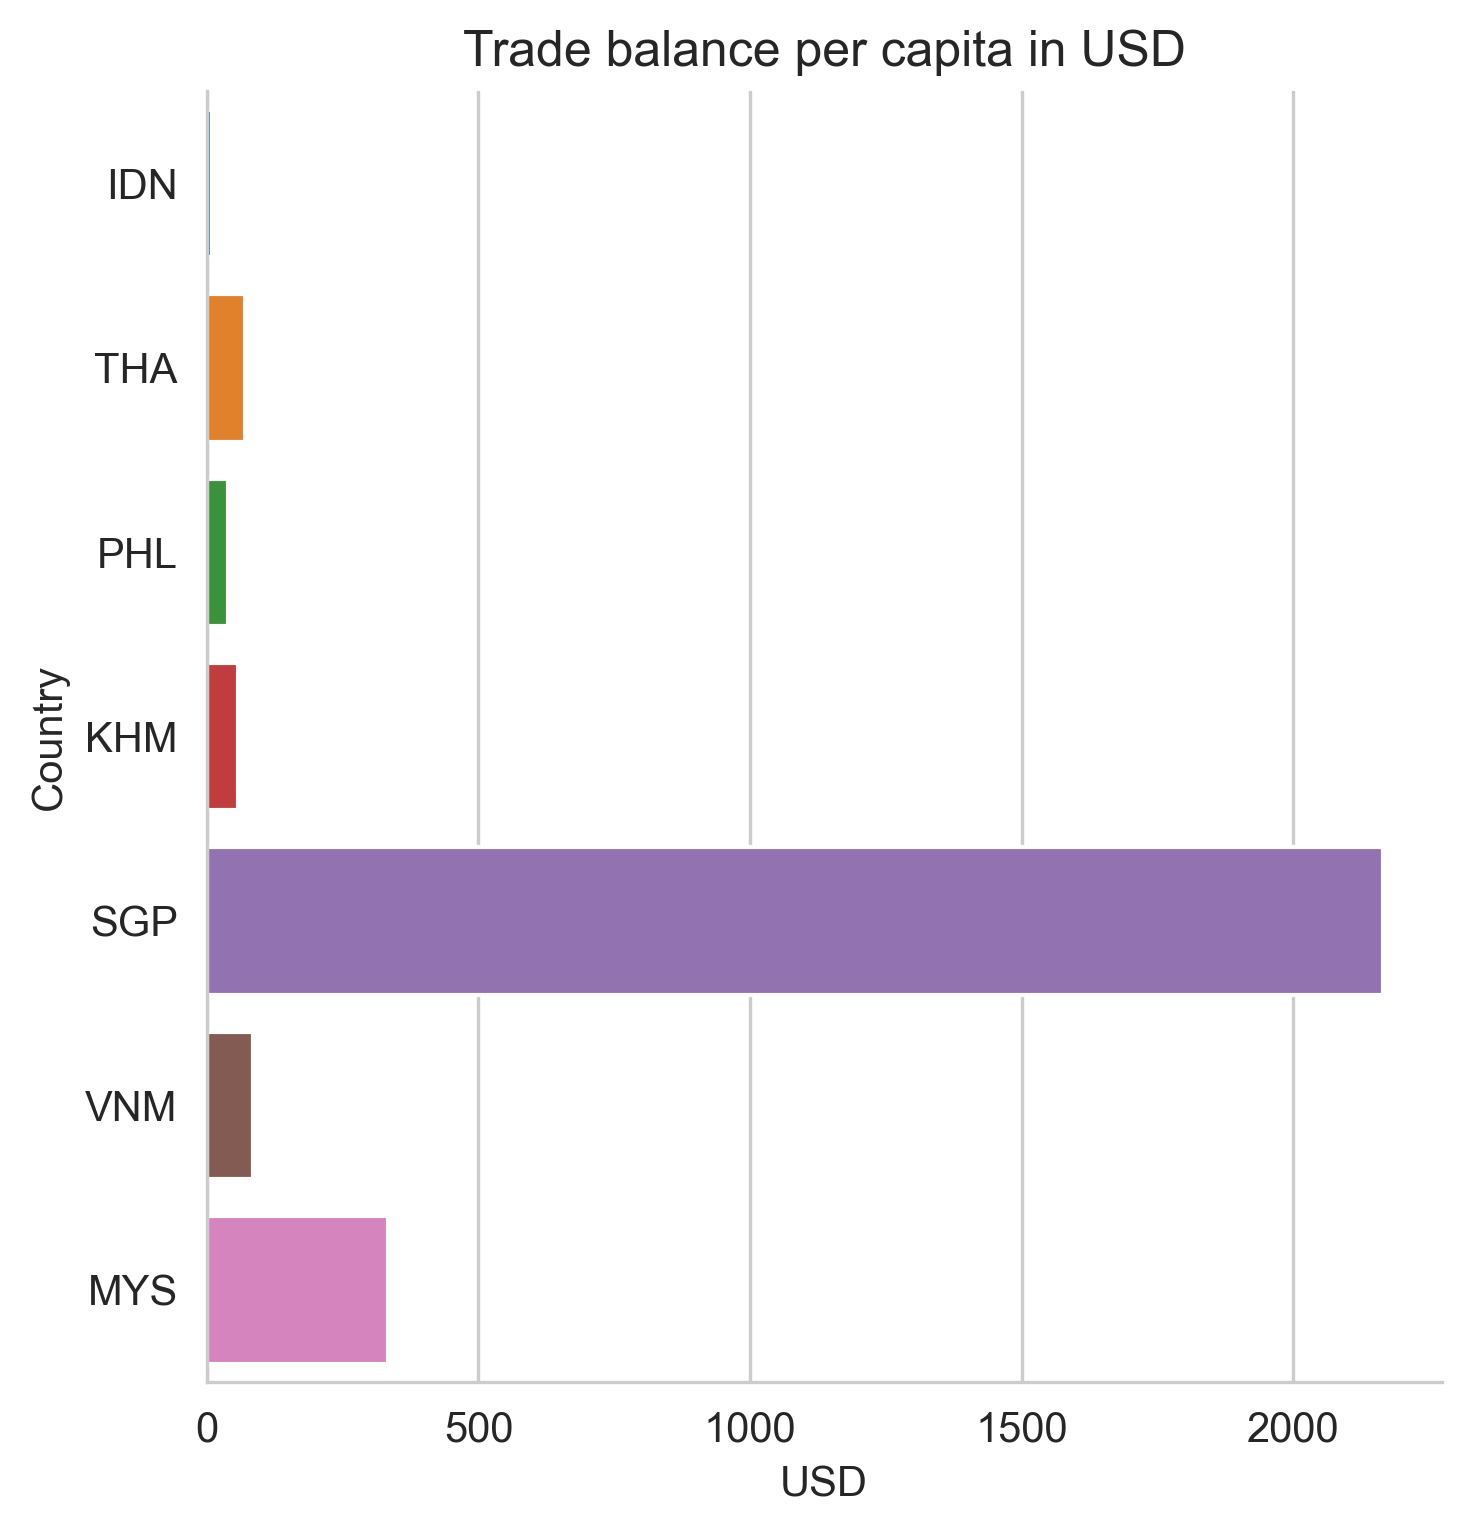 Trade balance per capita in USD
IDN
THA
PHL
KHM
Country
SGP
VNM
MYS
0 500 1000 1500 2000
USD